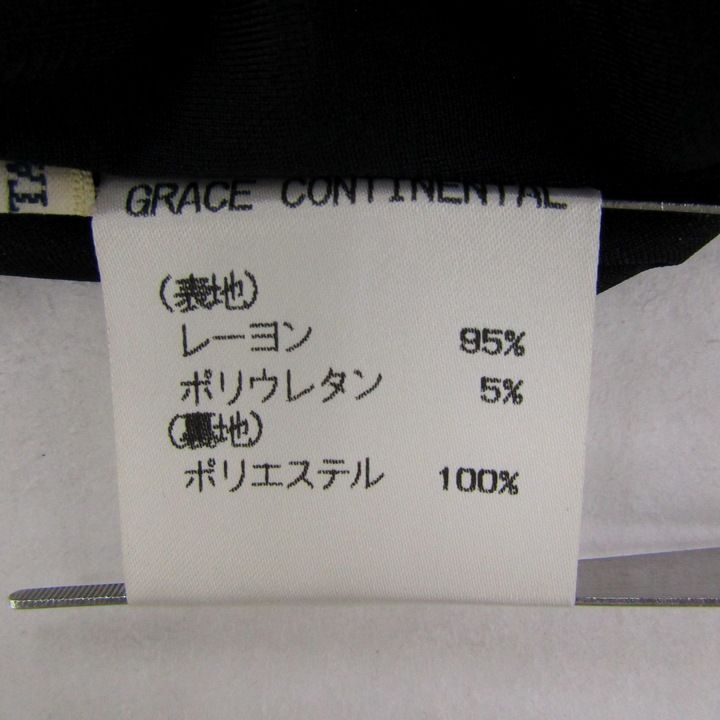 GRACE CONTINENTAL
(表地)
レーヨン 95%
ポリウレタン 5%
(裏地)
ポリエステル 100%